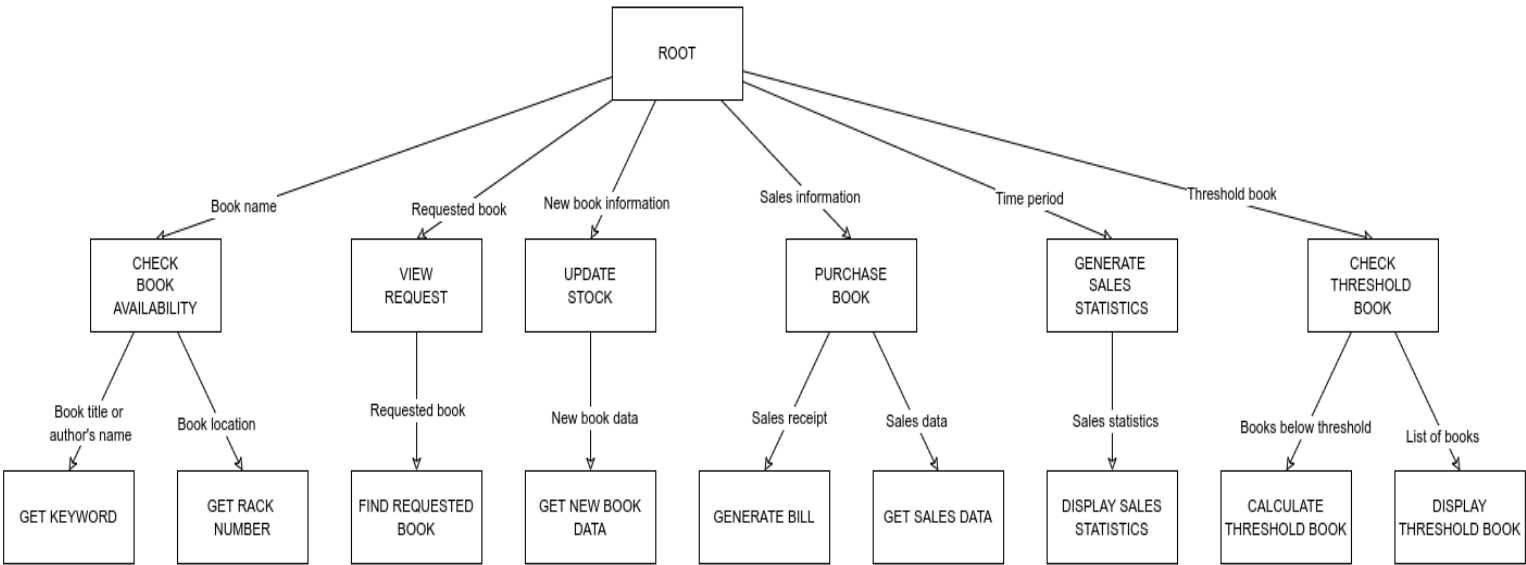 ROOT
Book name
Requested book
New book information
Sales information
Time period
Threshold book
CHECK
BOOK
AVAILABILITY
VIEW
REQUEST
UPDATE
STOCK
PURCHASE
BOOK
GENERATE
SALES
STATISTICS
CHECK
THRESHOLD
BOOK
Book title or
author's name
Book location
Requested book
New book data
Sales receipt
Sales data
Sales statistics
Books below threshold
List of books
GET KEYWORD
GET RACK
NUMBER
FIND REQUESTED
BOOK
GET NEW BOOK
DATA
GENERATE BILL
GET SALES DATA
DISPLAY SALES
STATISTICS
CALCULATE
THRESHOLD BOOK
DISPLAY
THRESHOLD BOOK